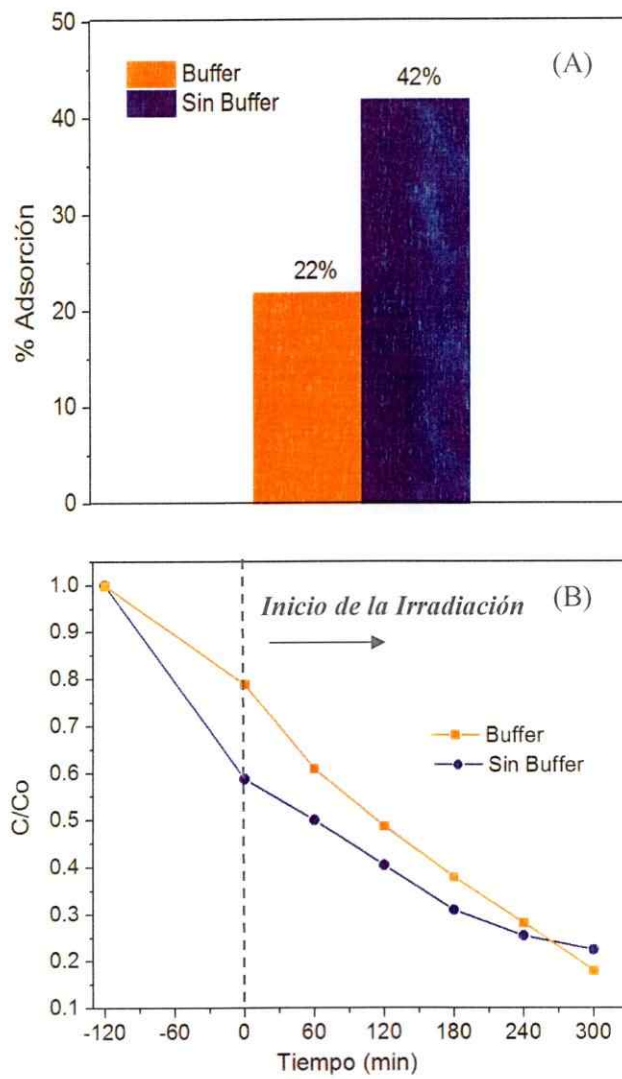 50
(A)
Buffer
42%
Sin Buffer
40
30
22%
20
10
0
% Adsorción
1.0
Inicio de la Irradiación
(B)
0.9
0.8
Buffer
0.7
Sin Buffer
0.6
0.5
0.4
0.3
0.2
0.1
C/Co
-120 -60 0 60 120 180 240 300
Tiempo (min)